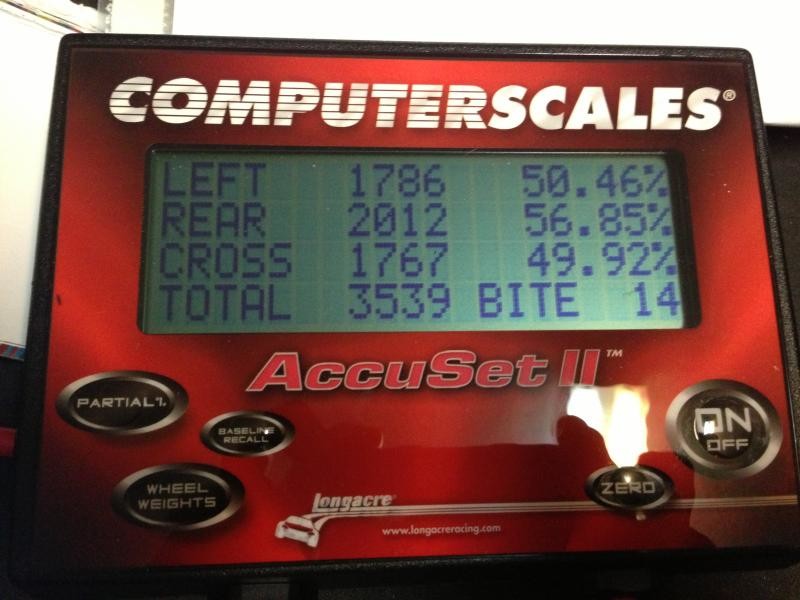 COMPUTERSCALES®
LEFT 1786 50.46%
REAR 2012 56.85%
CROSS 1767 49.92%
TOTAL 3539 BITE 14
AccuSet II™
PARTIAL%
BASELINE
RECALL
ON
OFF
WHEEL
WEIGHTS
ZERO
Longacre®
www.longacreracing.com